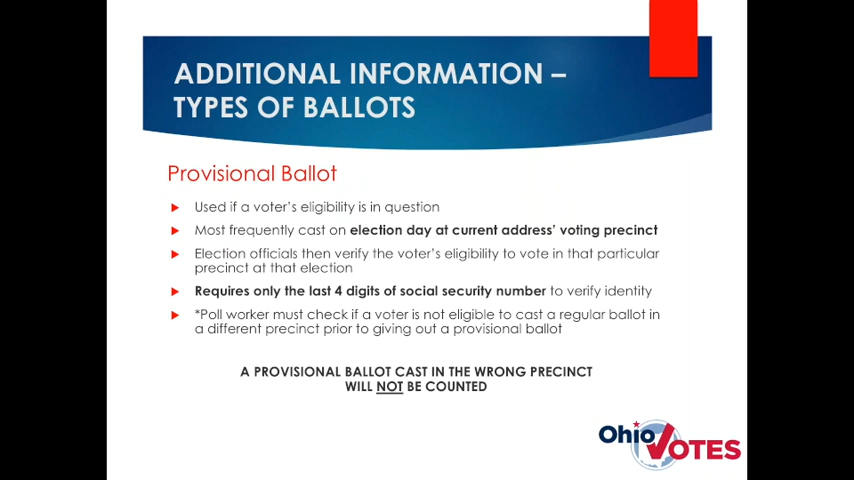 ADDITIONAL INFORMATION –
TYPES OF BALLOTS
Provisional Ballot
Used if a voter's eligibility is in question
Most frequently cast on election day at current address' voting precinct
Election officials then verify the voter's eligibility to vote in that particular
precinct at that election
Requires only the last 4 digits of social security number to verify identity
*Poll worker must check if a voter is not eligible to cast a regular ballot in
a different precinct prior to giving out a provisional ballot
A PROVISIONAL BALLOT CAST IN THE WRONG PRECINCT
WILL NOT BE COUNTED
Ohio VOTES